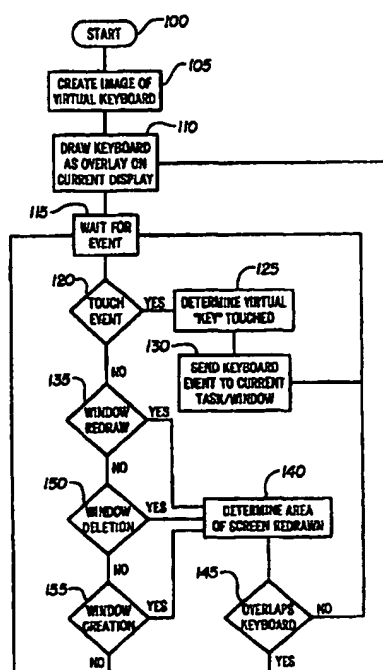 START
100
CREATE IMAGE OF
VIRTUAL KEYBOARD
105
DRAW KEYBOARD
AS OVERLAY ON
CURRENT DISPLAY
110
115
WAIT FOR
EVENT
120
TOUCH
EVENT
YES
NO
125
DETERMINE VIRTUAL
"KEY" TOUCHED
130
SEND KEYBOARD
EVENT TO CURRENT
TASK/WINDOW
135
WINDOW
REDRAW
YES
NO
150
WINDOW
DELETION
YES
NO
140
DETERMINE AREA
OF SCREEN REDRAWN
155
WINDOW
CREATION
YES
NO
145
OVERLAPS
KEYBOARD
NO
YES